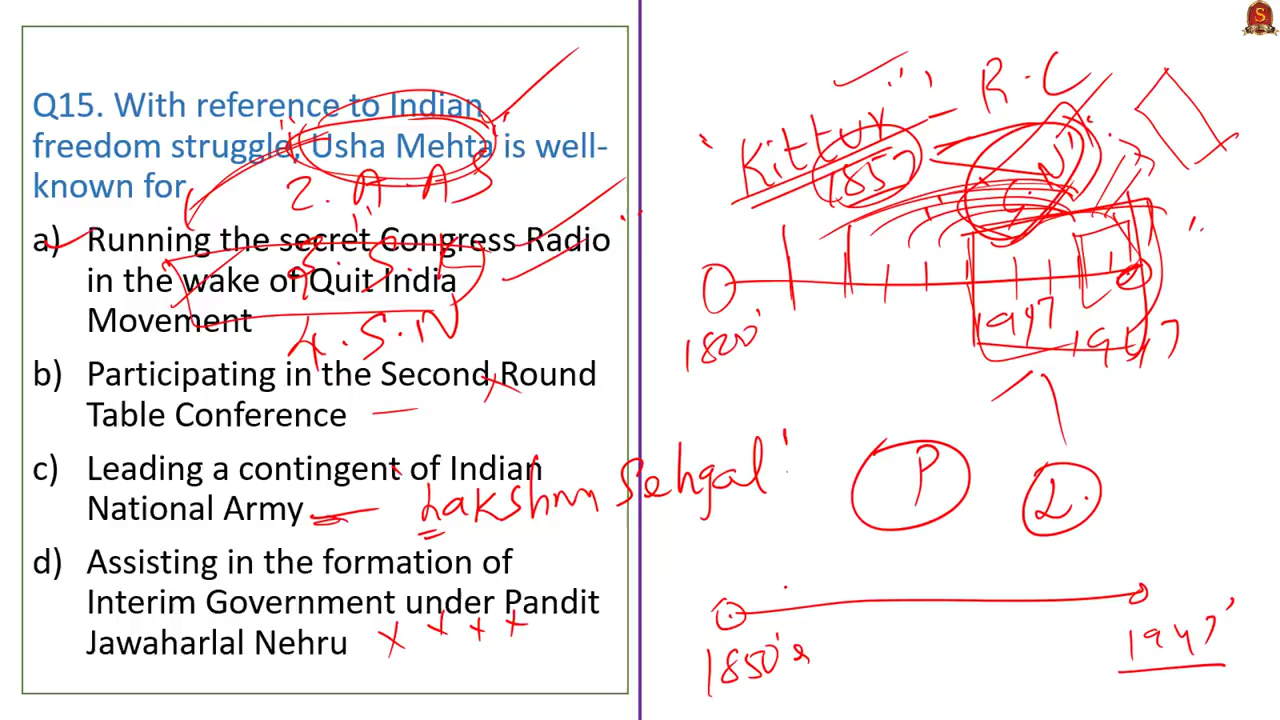 Q15. With reference to Indian
freedom struggle, Usha Mehta is well-
known for
2. A. AS
a) Running the secret Congress Radio
in the wake of Quit India
Movement
4. S. N
b) Participating in the Second Round
Table Conference
c) Leading a contingent of Indian
National Army
Lakshmi Sehgal
d) Assisting in the formation of
Interim Government under Pandit
Jawaharlal Nehru
S
Kittur - R. C
1857
1800'
1947
1947
P
L.
1850's
1947'